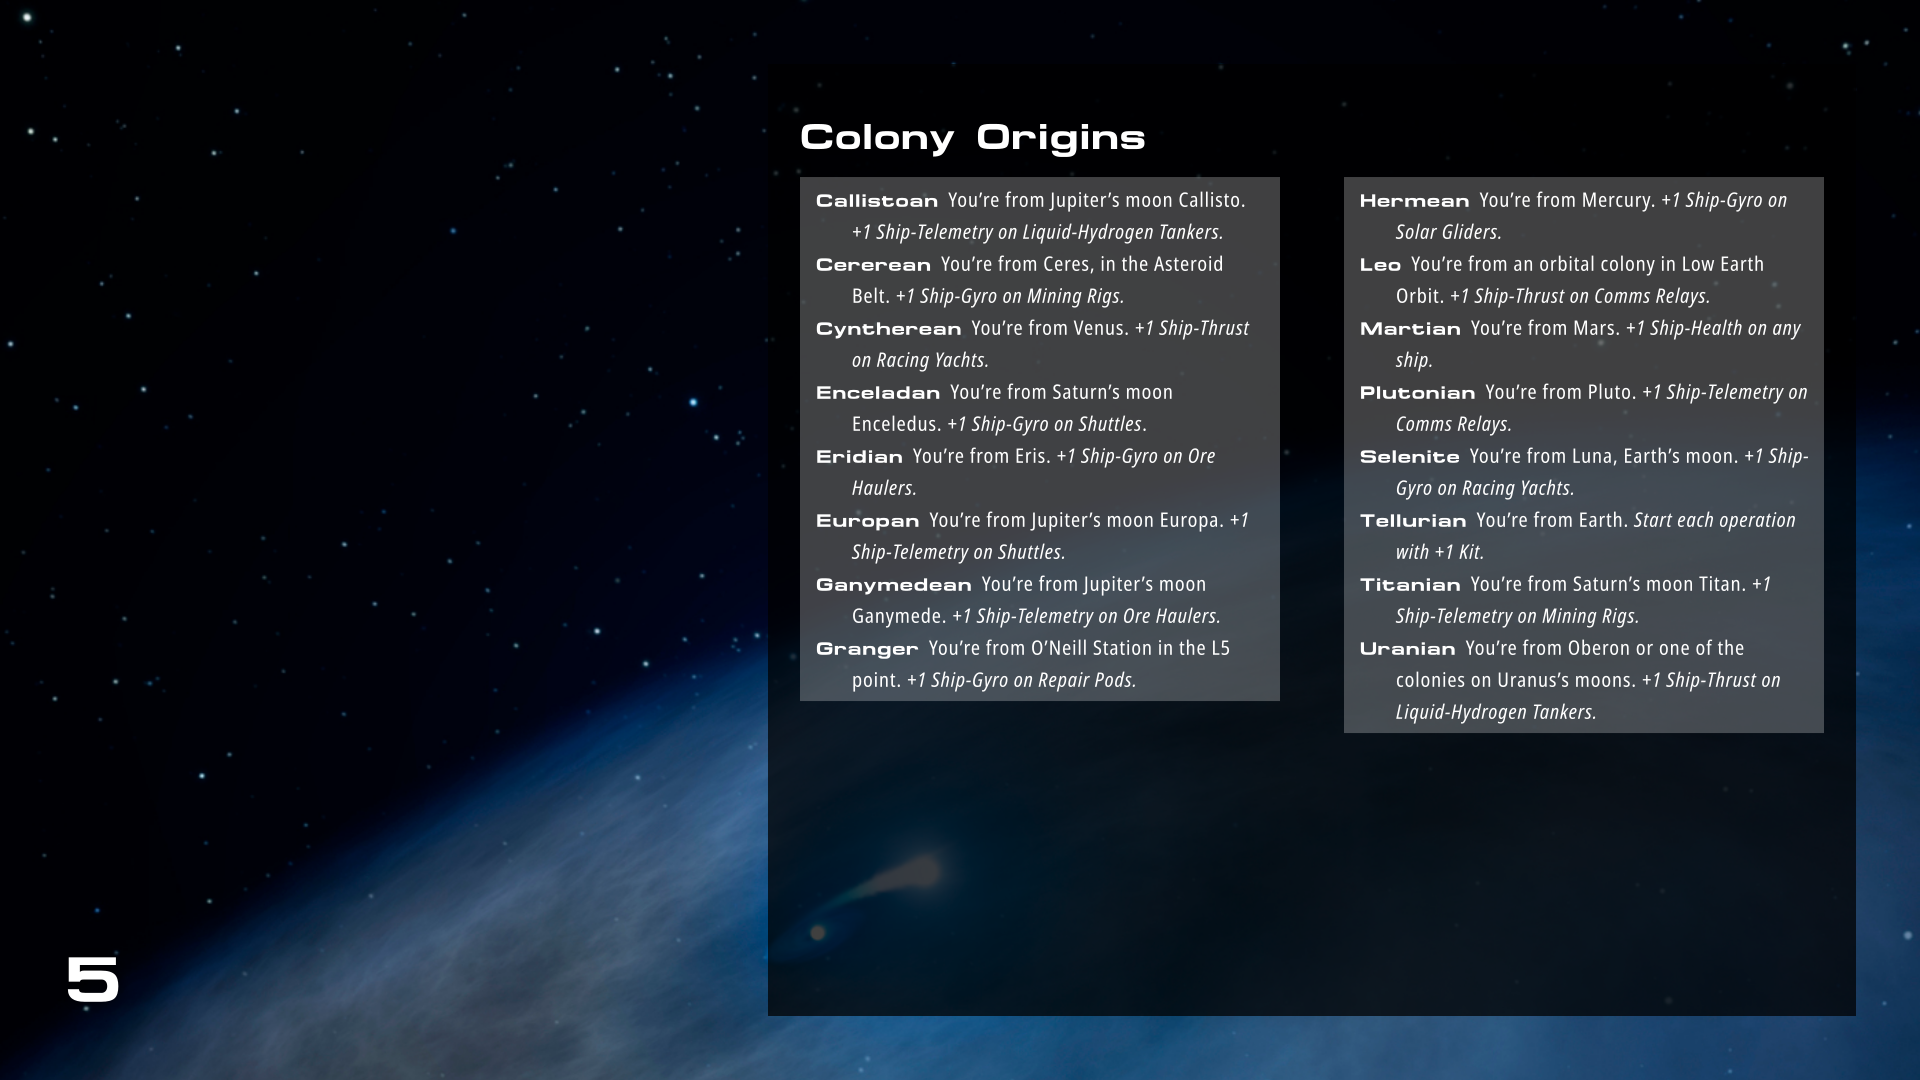 Colony Origins
Callistoan You’re from Jupiter’s moon Callisto.
+1 Ship-Telemetry on Liquid-Hydrogen Tankers.
Cererean You’re from Ceres, in the Asteroid
Belt. +1 Ship-Gyro on Mining Rigs.
Cyntherean You’re from Venus. +1 Ship-Thrust
on Racing Yachts.
Enceladan You’re from Saturn’s moon
Enceledus. +1 Ship-Gyro on Shuttles.
Eridian You’re from Eris. +1 Ship-Gyro on Ore
Haulers.
Europan You’re from Jupiter’s moon Europa. +1
Ship-Telemetry on Shuttles.
Ganymedean You’re from Jupiter’s moon
Ganymede. +1 Ship-Telemetry on Ore Haulers.
Granger You’re from O’Neill Station in the L5
point. +1 Ship-Gyro on Repair Pods.
Hermean You’re from Mercury. +1 Ship-Gyro on
Solar Gliders.
Leo You’re from an orbital colony in Low Earth
Orbit. +1 Ship-Thrust on Comms Relays.
Martian You’re from Mars. +1 Ship-Health on any
ship.
Plutonian You’re from Pluto. +1 Ship-Telemetry on
Comms Relays.
Selenite You’re from Luna, Earth’s moon. +1 Ship-
Gyro on Racing Yachts.
Tellurian You’re from Earth. Start each operation
with +1 Kit.
Titanian You’re from Saturn’s moon Titan. +1
Ship-Telemetry on Mining Rigs.
Uranian You’re from Oberon or one of the
colonies on Uranus’s moons. +1 Ship-Thrust on
Liquid-Hydrogen Tankers.
5